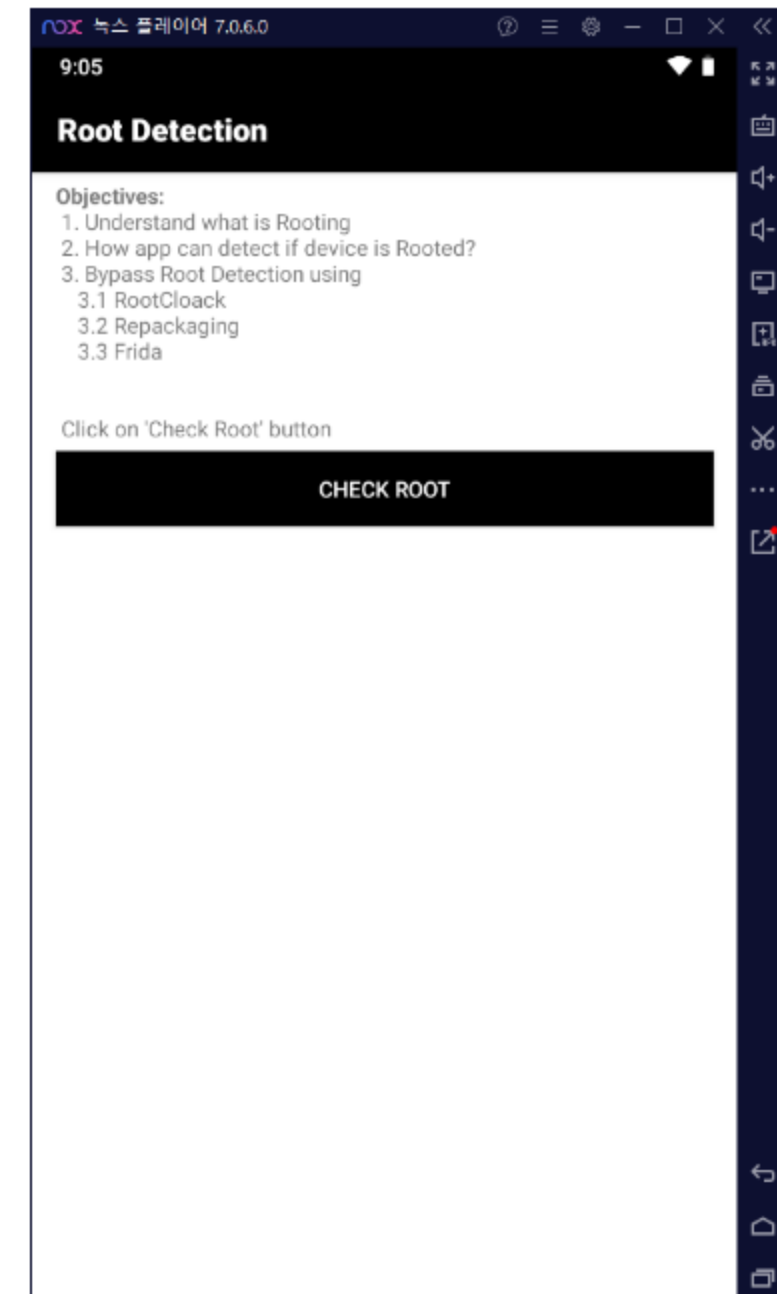 nox 녹스 플레이어 7.0.6.0
9:05
Root Detection
Objectives:
1. Understand what is Rooting
2. How app can detect if device is Rooted?
3. Bypass Root Detection using
3.1 RootCloack
3.2 Repackaging
3.3 Frida
Click on 'Check Root' button
CHECK ROOT